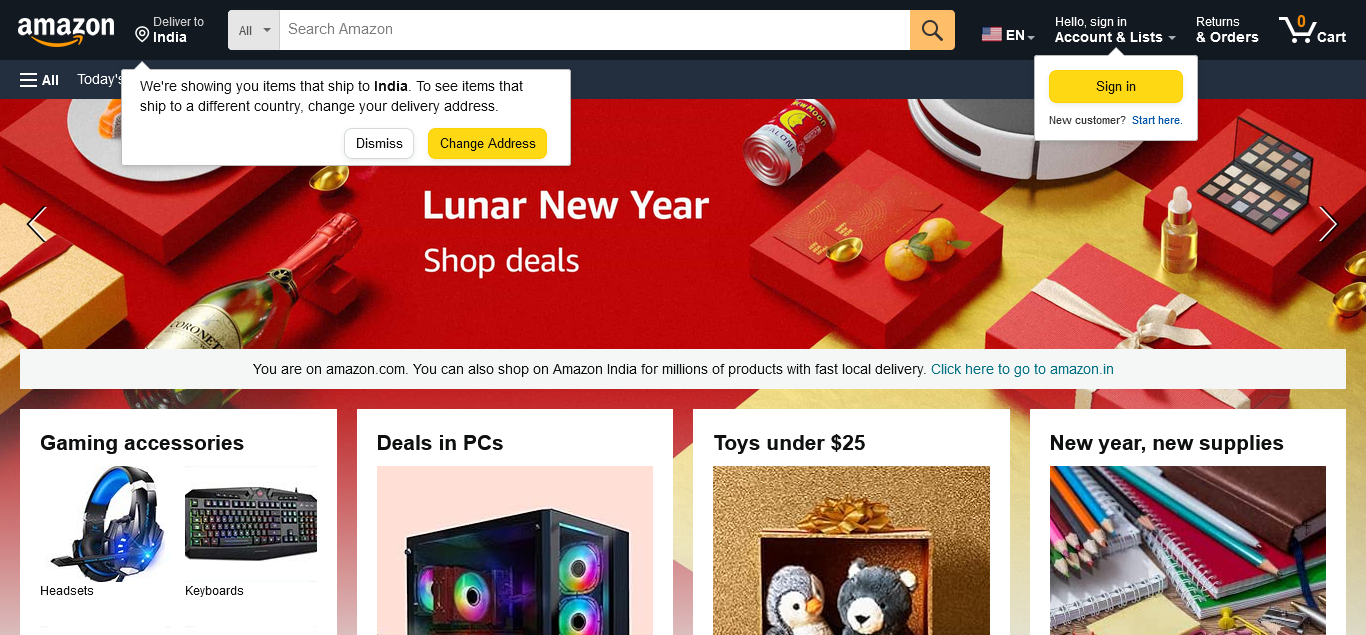 amazon
Deliver to
India
All
Search Amazon
EN
Hello, sign in
Account & Lists
Returns
& Orders
0
Cart
All
Today's
We're showing you items that ship to India. To see items that
ship to a different country, change your delivery address.
Dismiss
Change Address
Sign in
New customer? Start here.
New Moon
ABALONE
Lunar New Year
Shop deals
CORONET
You are on amazon.com. You can also shop on Amazon India for millions of products with fast local delivery. Click here to go to amazon.in
Gaming accessories
Deals in PCs
Toys under $25
New year, new supplies
Headsets
Keyboards